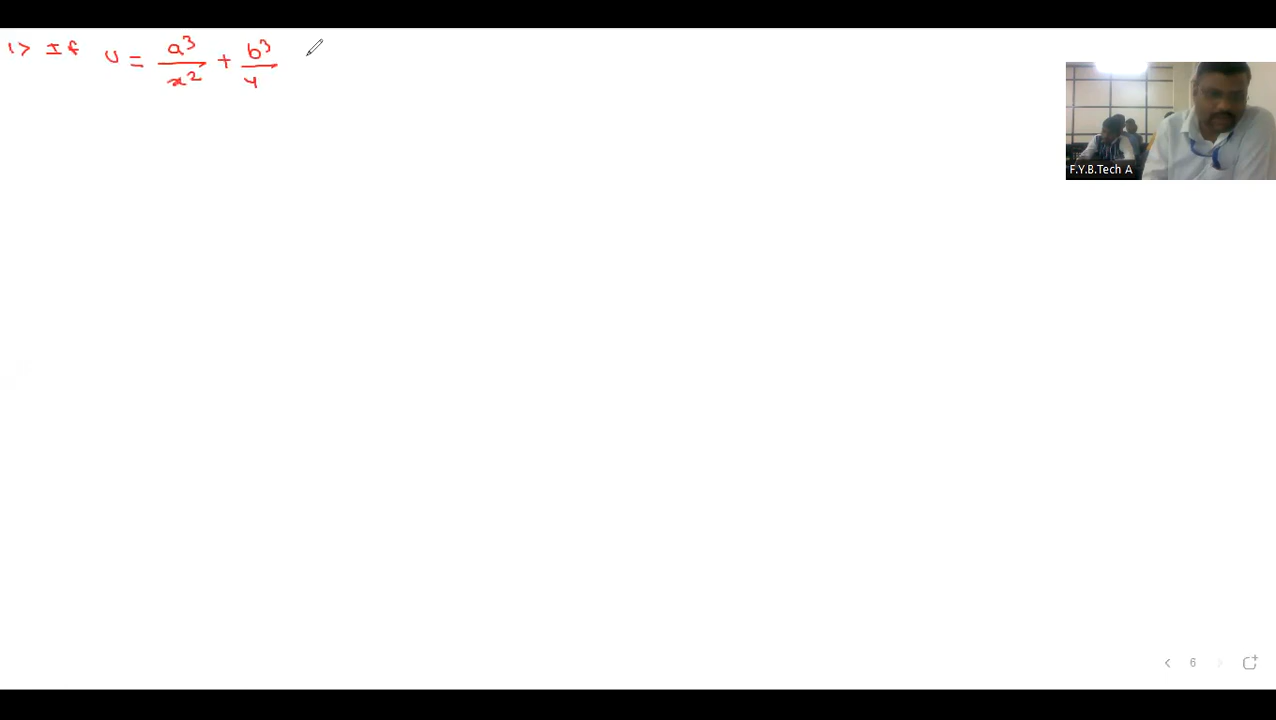 1> If u = a³/x² + b³/y
F.Y.B.Tech A
6